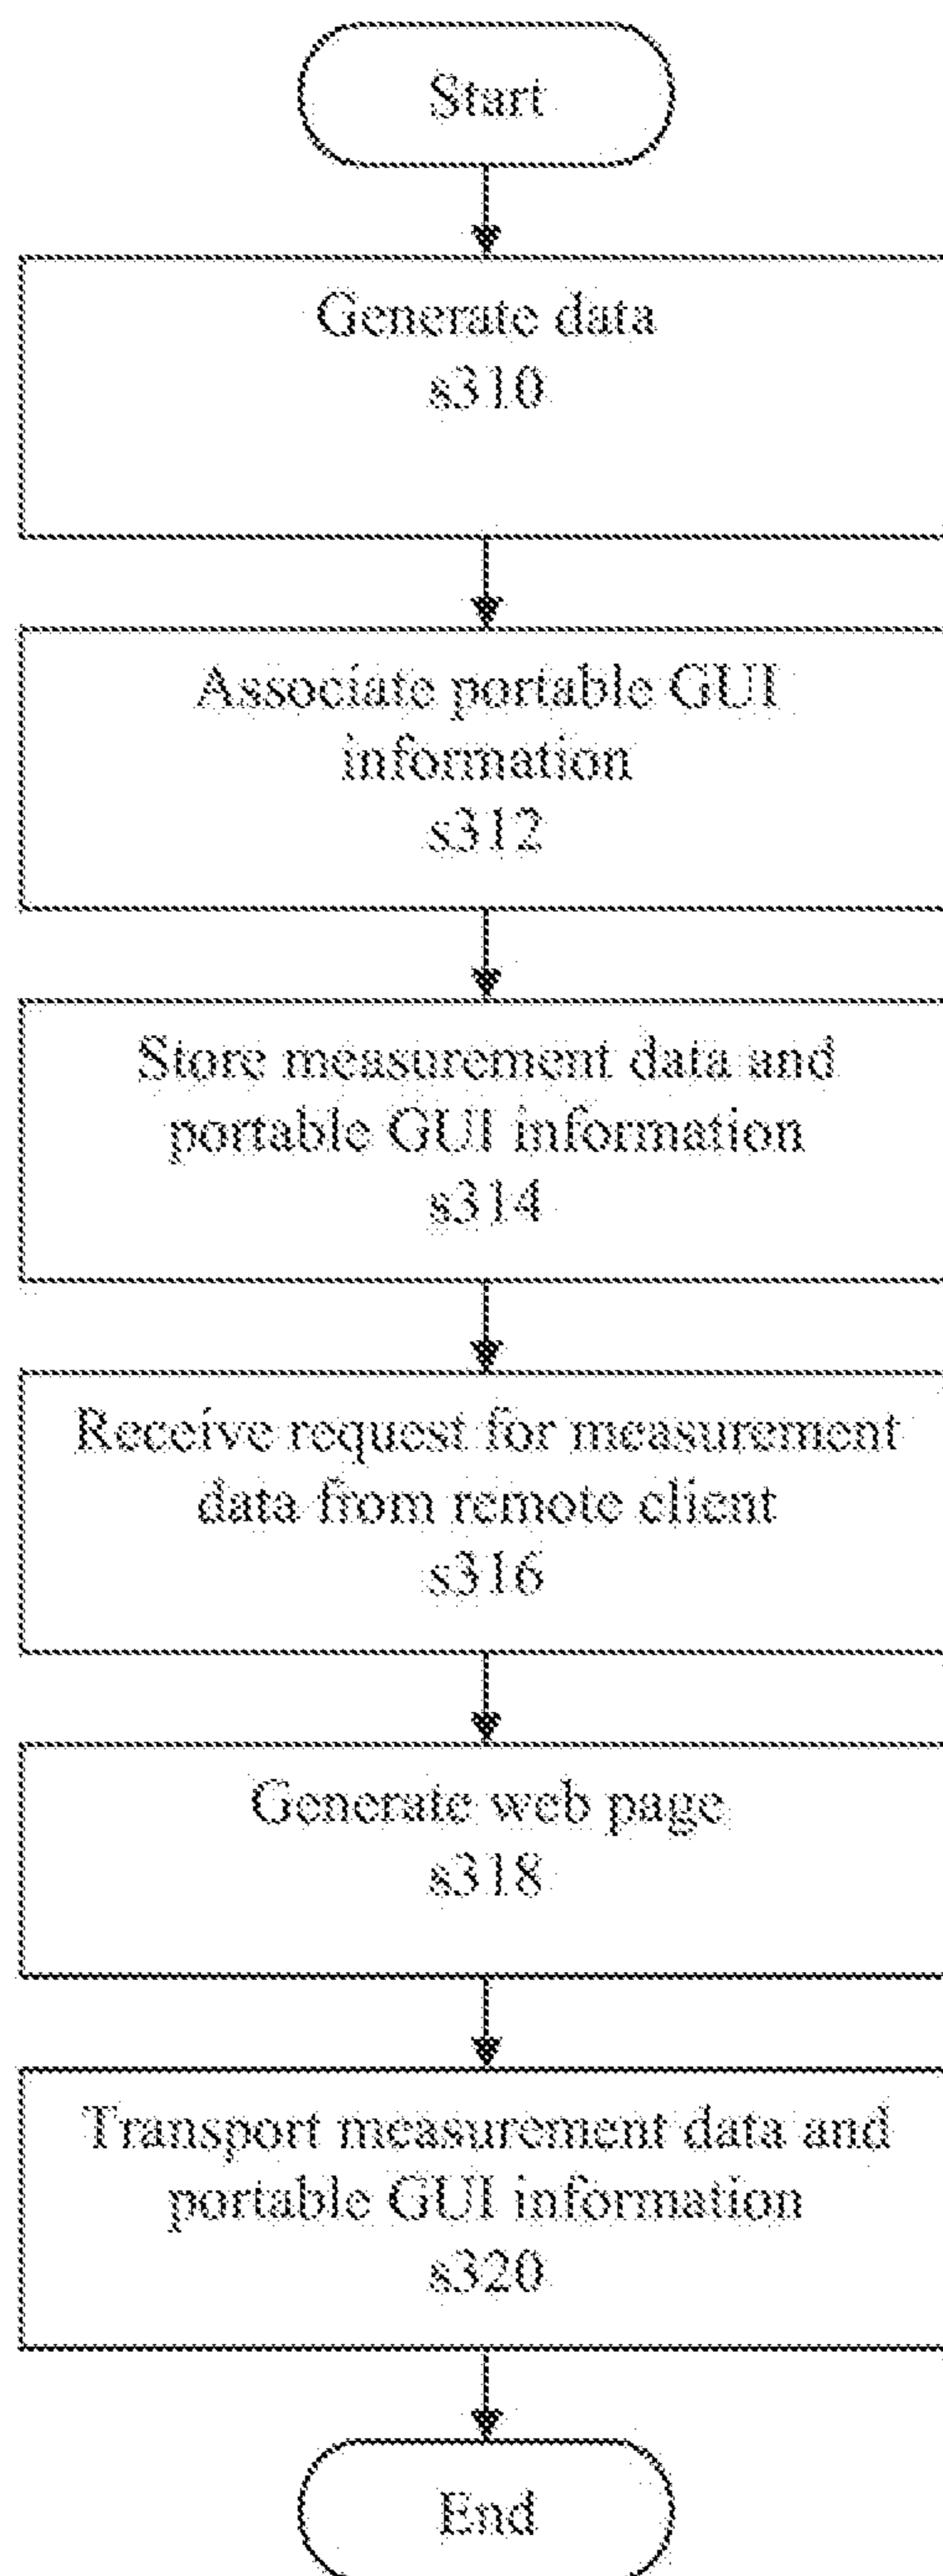 Start
Generate data
s310
Associate portable GUI
information
s312
Store measurement data and
portable GUI information
s314
Receive request for measurement
data from remote client
s316
Generate web page
s318
Transport measurement data and
portable GUI information
s320
End